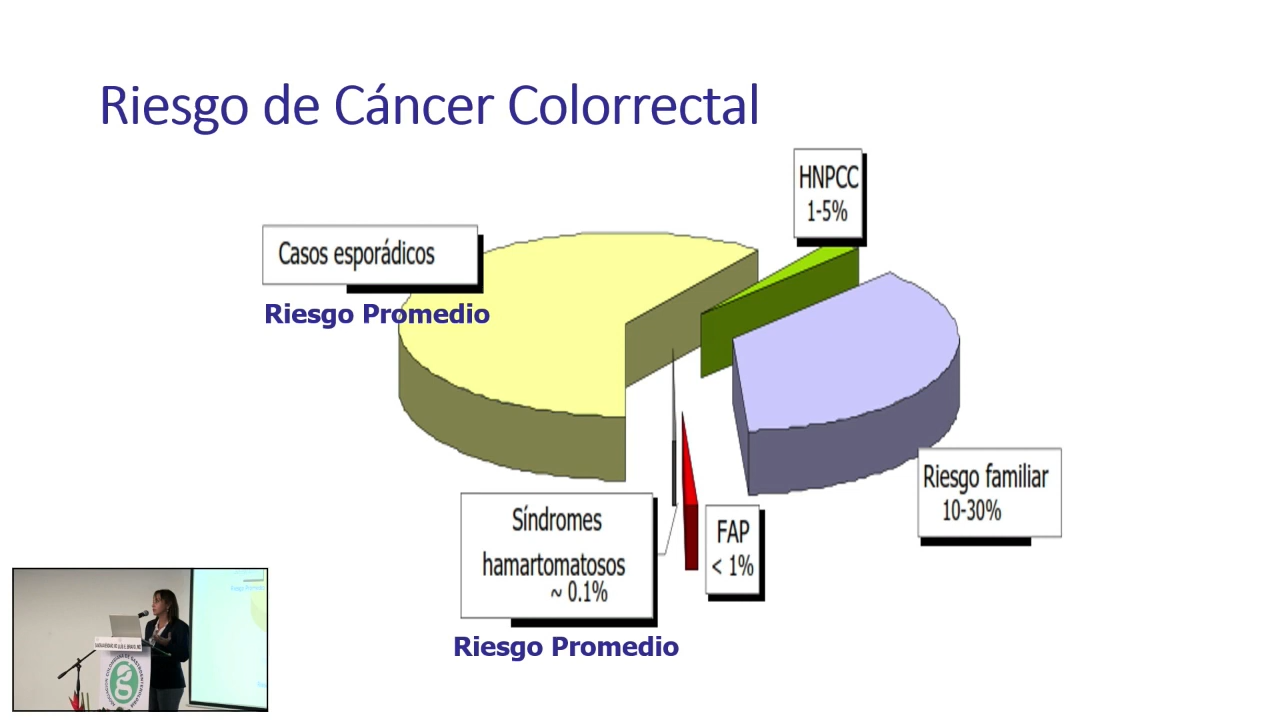 Riesgo de Cáncer Colorrectal
HNPCC
1-5%
Casos esporádicos
Riesgo Promedio
Riesgo familiar
10-30%
Síndromes
hamartomatosos
~ 0.1%
FAP
< 1%
Riesgo Promedio